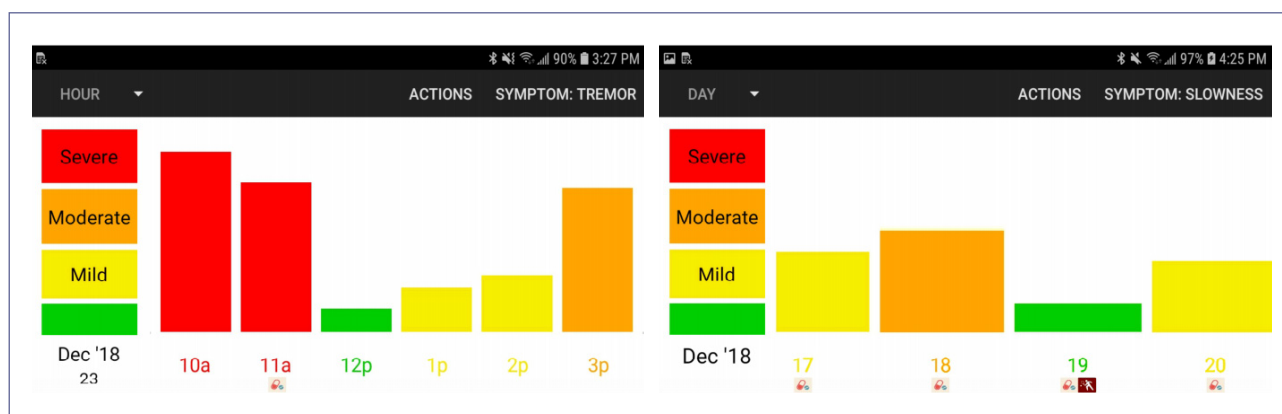 90% 3:27 PM
HOUR ACTIONS SYMPTOM: TREMOR
Severe
Moderate
Mild
Dec '18
23
10a 11a 12p 1p 2p 3p
97% 4:25 PM
DAY ACTIONS SYMPTOM: SLOWNESS
Severe
Moderate
Mild
Dec '18
17 18 19 20